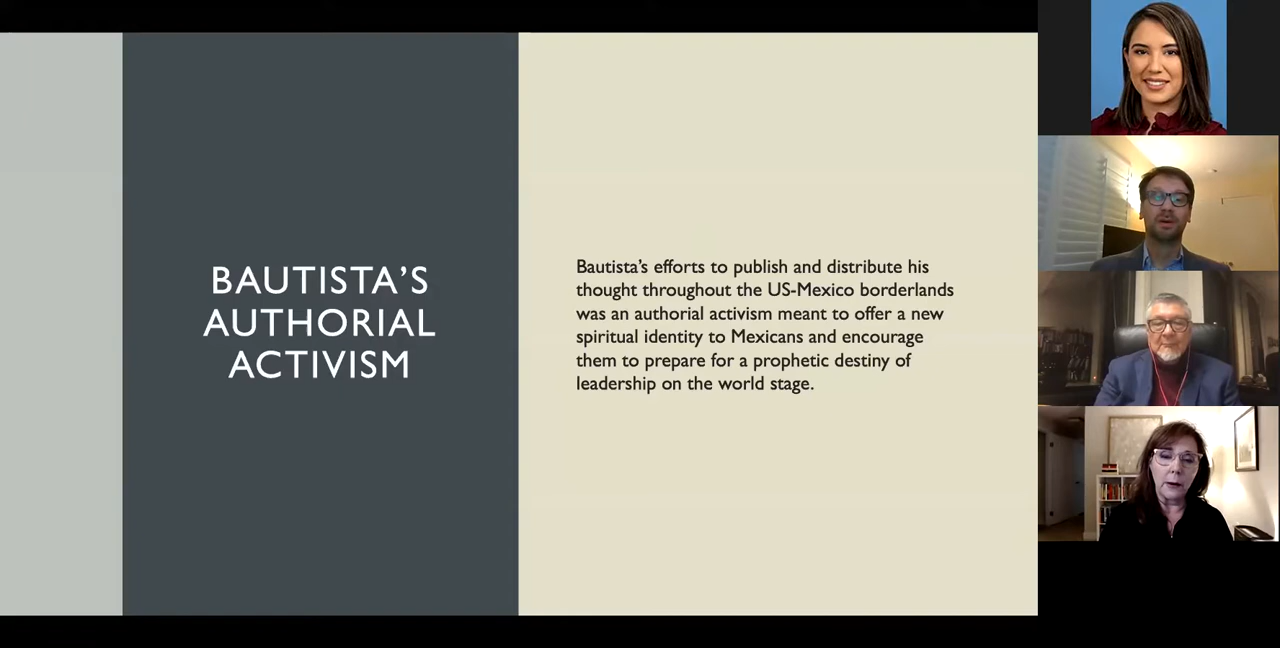 BAUTISTA’S
AUTHORIAL
ACTIVISM
Bautista’s efforts to publish and distribute his
thought throughout the US-Mexico borderlands
was an authorial activism meant to offer a new
spiritual identity to Mexicans and encourage
them to prepare for a prophetic destiny of
leadership on the world stage.